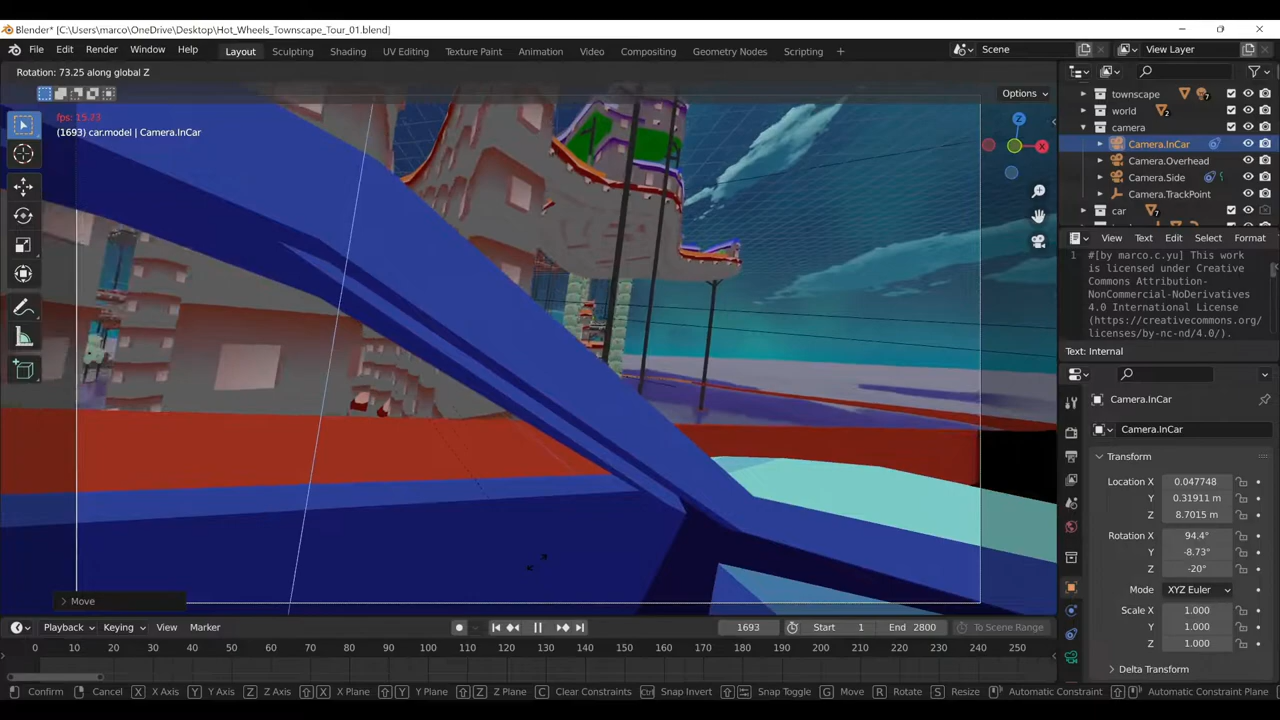 Blender* [C:\Users\marco\OneDrive\Desktop\Hot_Wheels_Townscape_Tour_01.blend]
File Edit Render Window Help Layout Sculpting Shading UV Editing Texture Paint Animation Video Compositing Geometry Nodes Scripting + Scene View Layer
Rotation: 73.25 along global Z
Options
fps: 15.73
(1693) car.model | Camera.InCar
Z
X
Move
townscape
world
camera
Camera.InCar
Camera.Overhead
Camera.Side
Camera.TrackPoint
car
View Text Edit Select Format
1 #[by marco.c.yu] This work
is licensed under Creative
Commons Attribution-
NonCommercial-NoDerivatives
4.0 International License
(https://creativecommons.org/
licenses/by-nc-nd/4.0/).
Text: Internal
Camera.InCar
Camera.InCar
Transform
Location X 0.047748
Y 0.31911 m
Z 8.7015 m
Rotation X 94.4°
Y -8.73°
Z -20°
Mode XYZ Euler
Scale X 1.000
Y 1.000
Z 1.000
Delta Transform
Playback Keying View Marker 1693 Start 1 End 2800 To Scene Range
0 10 20 30 40 50 60 70 80 90 100 110 120 130 140 150 160 170 180 190 200 210 220 230 240 250
Confirm Cancel X X Axis Y Y Axis Z Z Axis X X Plane Y Y Plane Z Z Plane C Clear Constraints Ctrl Snap Invert Snap Toggle G Move R Rotate S Resize Automatic Constraint Automatic Constraint Plane